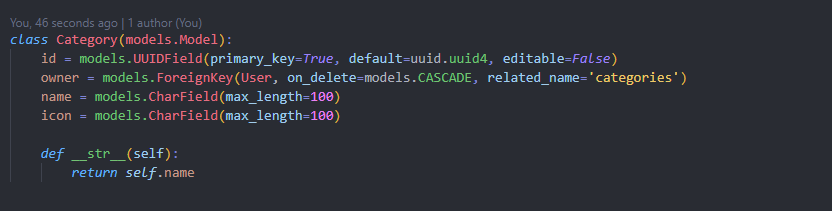 You, 46 seconds ago | 1 author (You)
class Category(models.Model):
    id = models.UUIDField(primary_key=True, default=uuid.uuid4, editable=False)
    owner = models.ForeignKey(User, on_delete=models.CASCADE, related_name='categories')
    name = models.CharField(max_length=100)
    icon = models.CharField(max_length=100)

    def __str__(self):
        return self.name